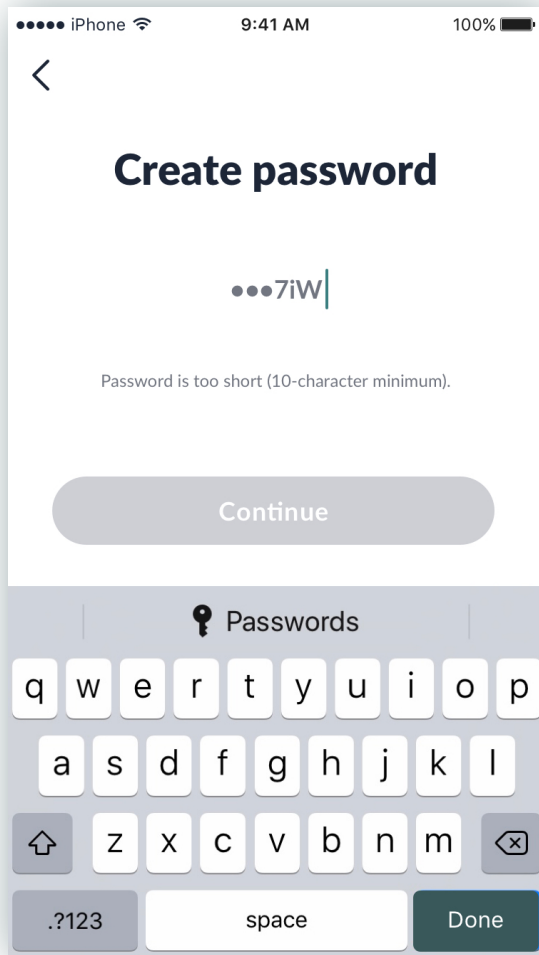 ●●●●● iPhone 9:41 AM 100%
Create password
●●●7iW
Password is too short (10-character minimum).
Continue
Passwords
q w e r t y u i o p
a s d f g h j k l
z x c v b n m
.?123 space Done